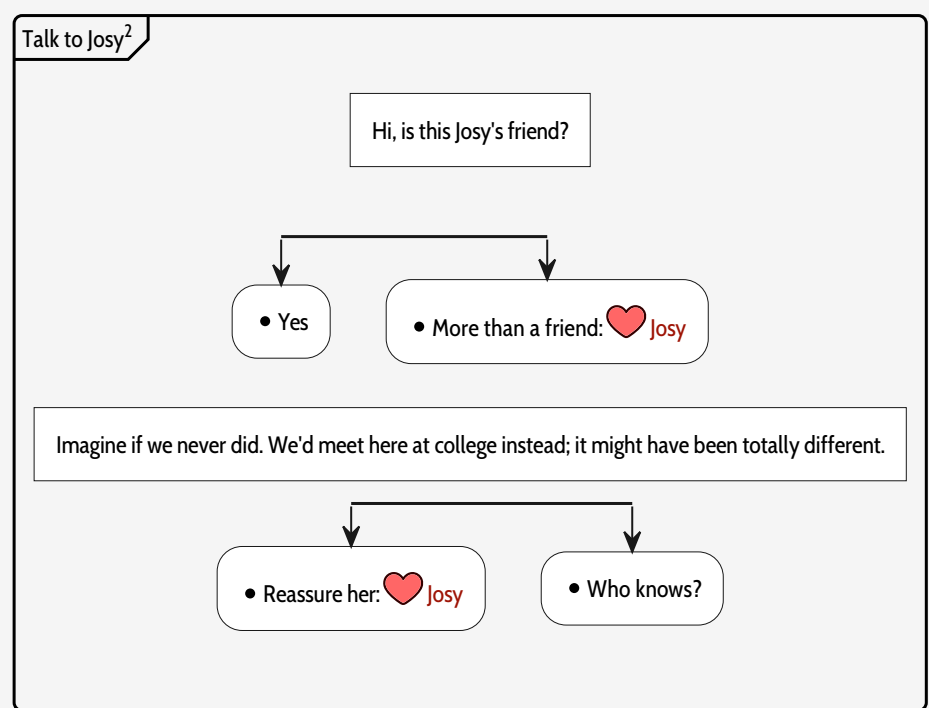 Talk to Josy²
Hi, is this Josy's friend?
• Yes
• More than a friend: Josy
Imagine if we never did. We'd meet here at college instead; it might have been totally different.
• Reassure her: Josy
• Who knows?